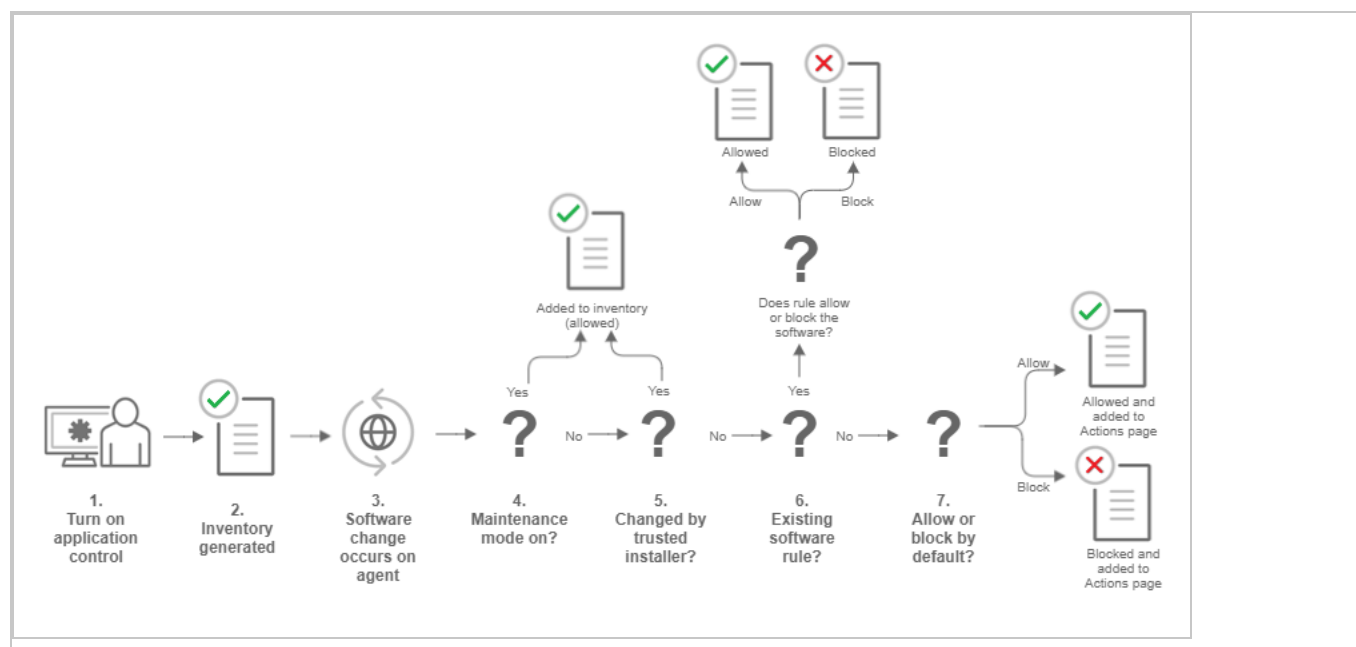 Allowed
Blocked
Allow
Block
Does rule allow
or block the
software?
Added to inventory
(allowed)
Yes
Yes
Yes
No
No
No
Allow
Allowed and
added to
Actions page
Block
Blocked and
added to
Actions page
1.
Turn on
application
control
2.
Inventory
generated
3.
Software
change
occurs on
agent
4.
Maintenance
mode on?
5.
Changed by
trusted
installer?
6.
Existing
software
rule?
7.
Allow or
block by
default?